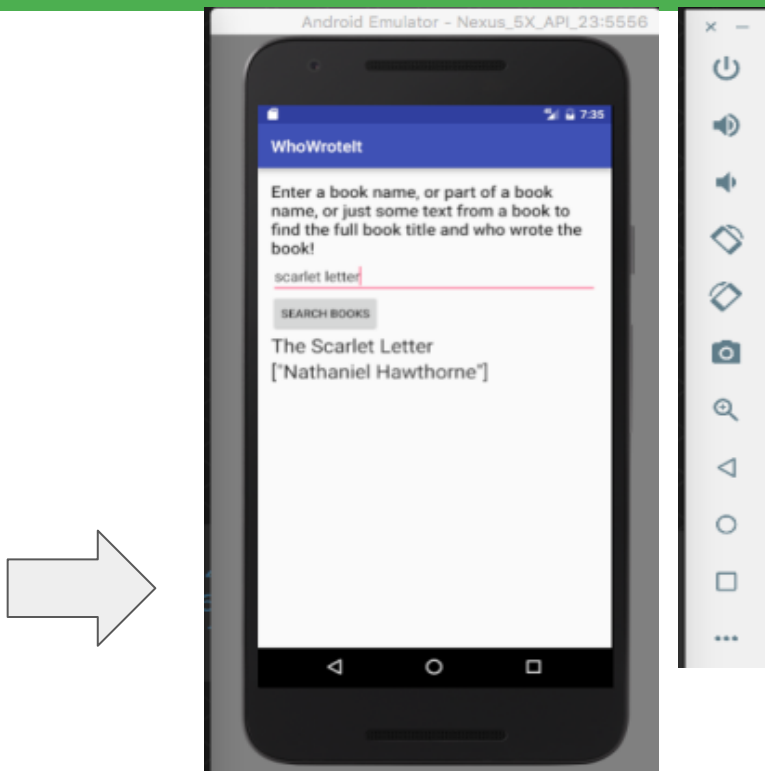 Android Emulator - Nexus_5X_API_23:5556
7:35
WhoWroteIt
Enter a book name, or part of a book
name, or just some text from a book to
find the full book title and who wrote the
book!
scarlet letter
SEARCH BOOKS
The Scarlet Letter
["Nathaniel Hawthorne"]